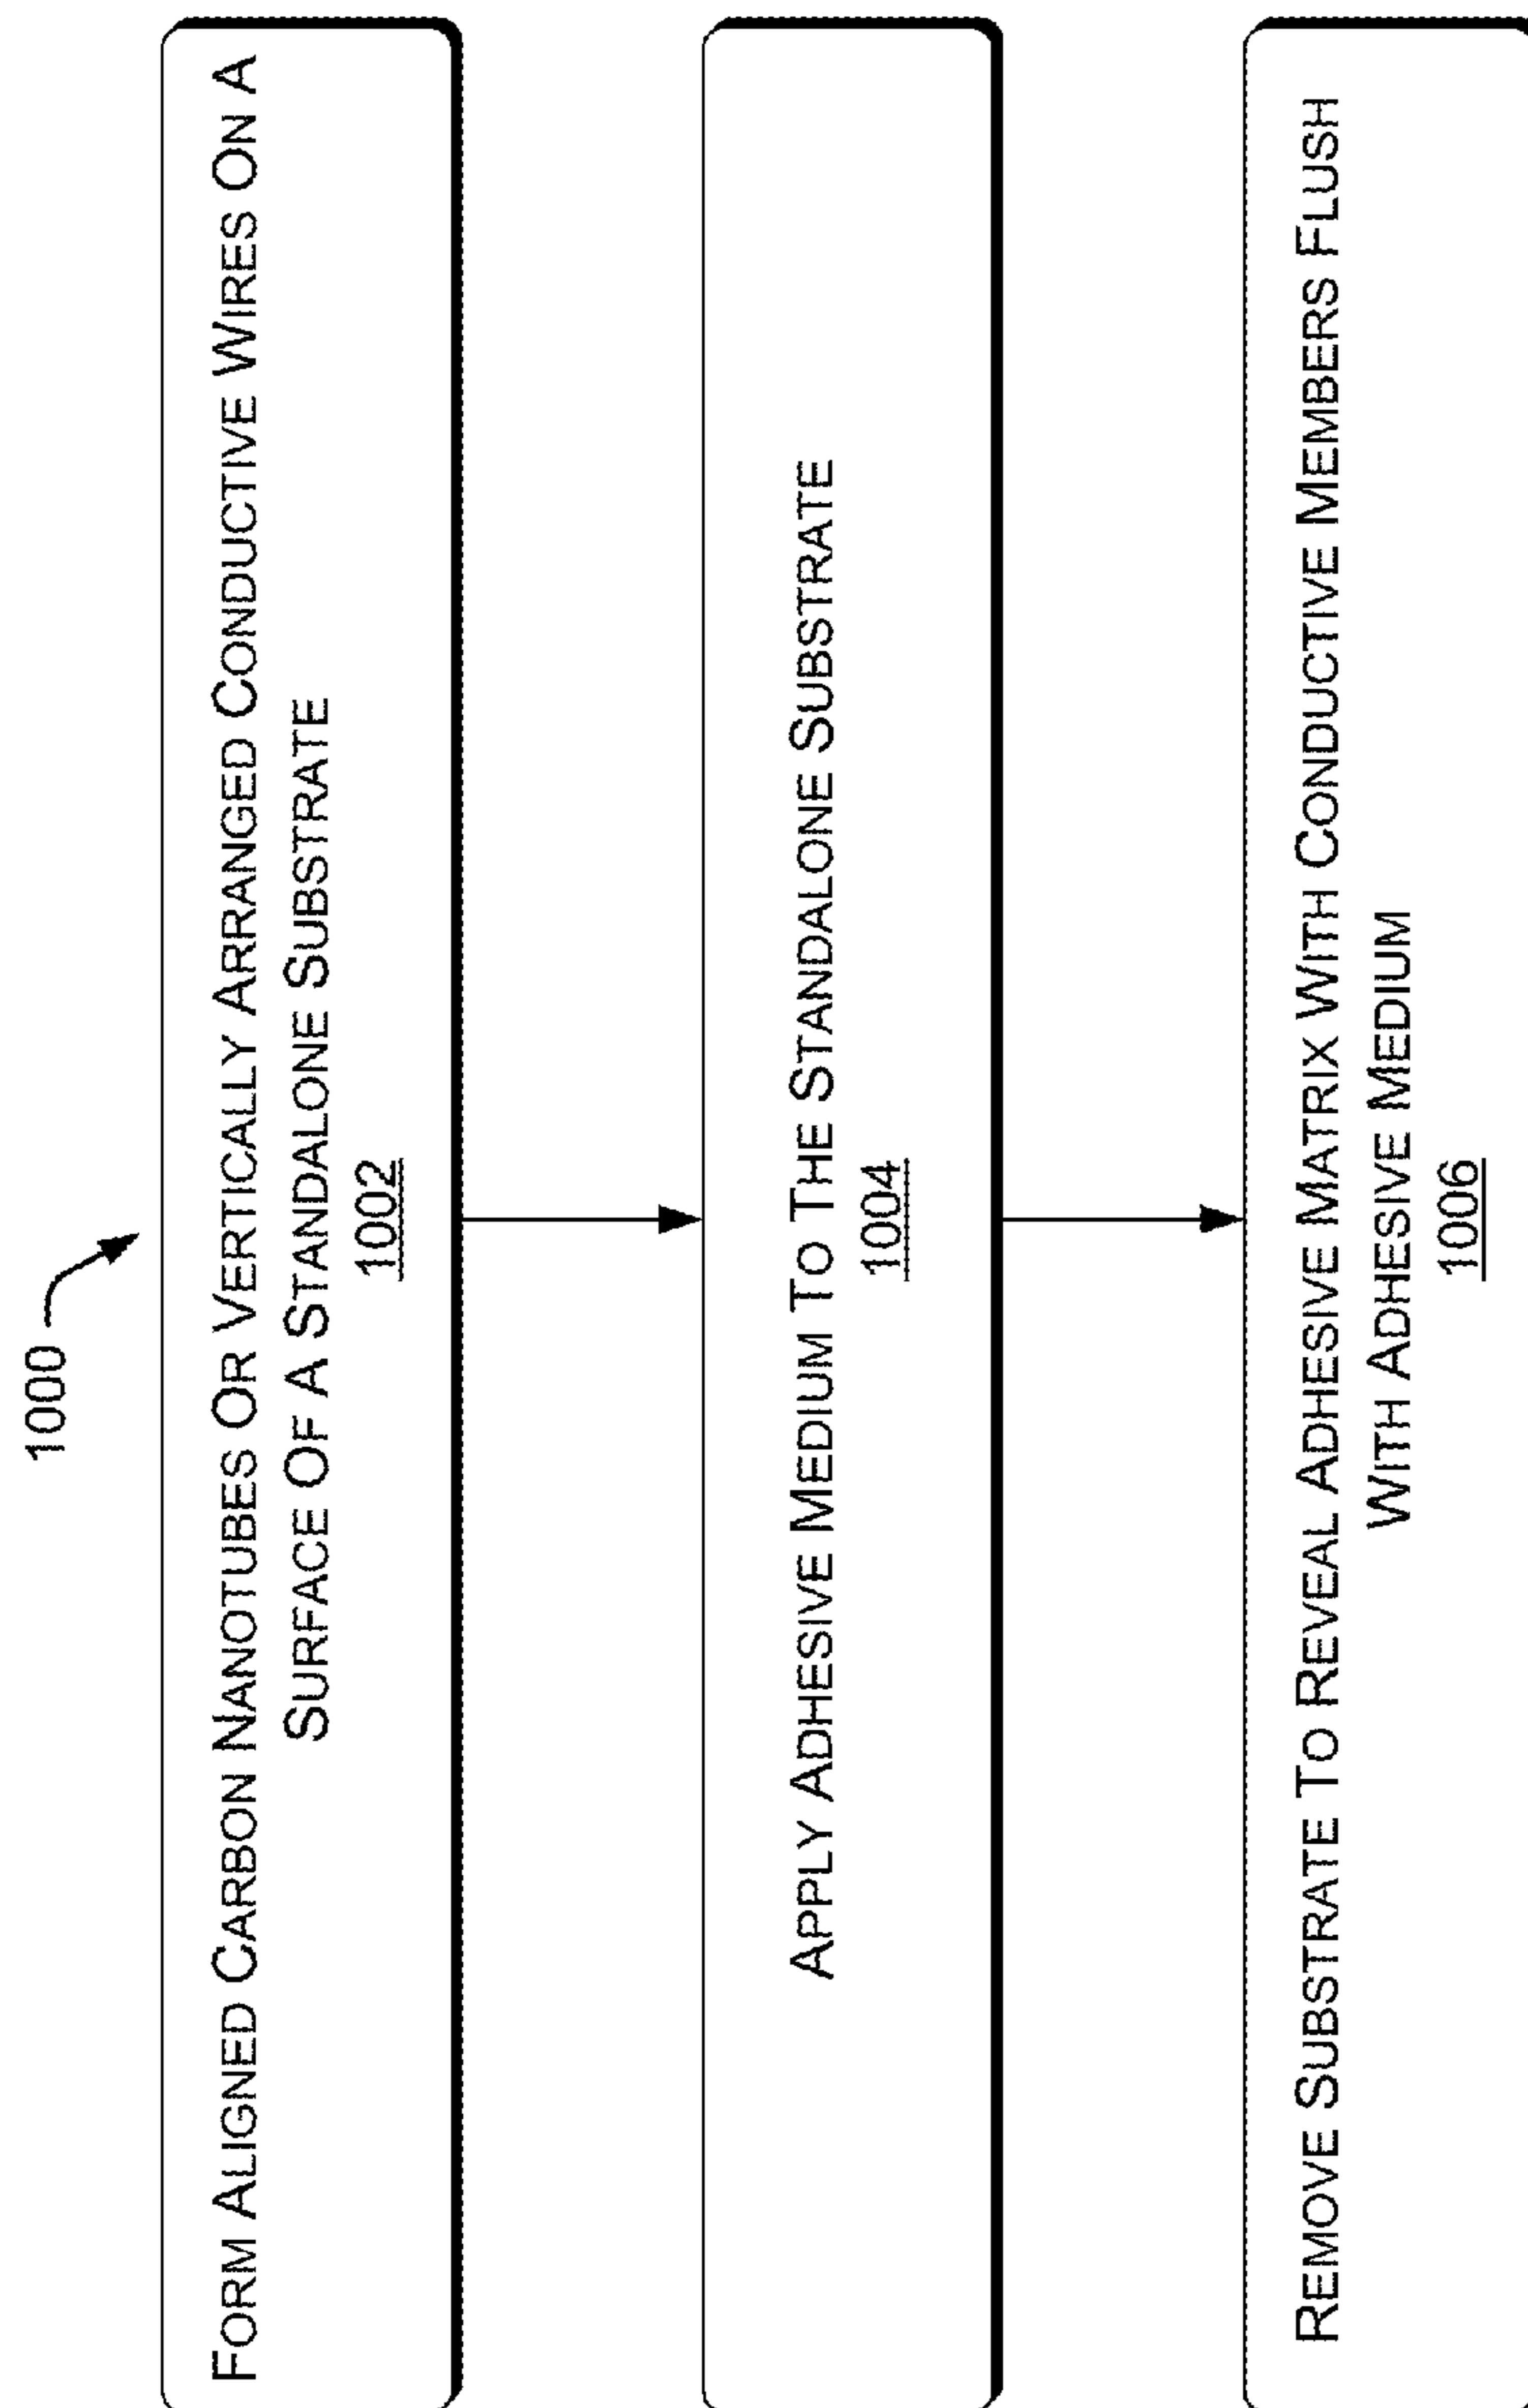 1000
FORM ALIGNED CARBON NANOTUBES OR VERTICALLY ARRANGED CONDUCTIVE WIRES ON A
SURFACE OF A STANDALONE SUBSTRATE
1002
APPLY ADHESIVE MEDIUM TO THE STANDALONE SUBSTRATE
1004
REMOVE SUBSTRATE TO REVEAL ADHESIVE MATRIX WITH CONDUCTIVE MEMBERS FLUSH
WITH ADHESIVE MEDIUM
1006